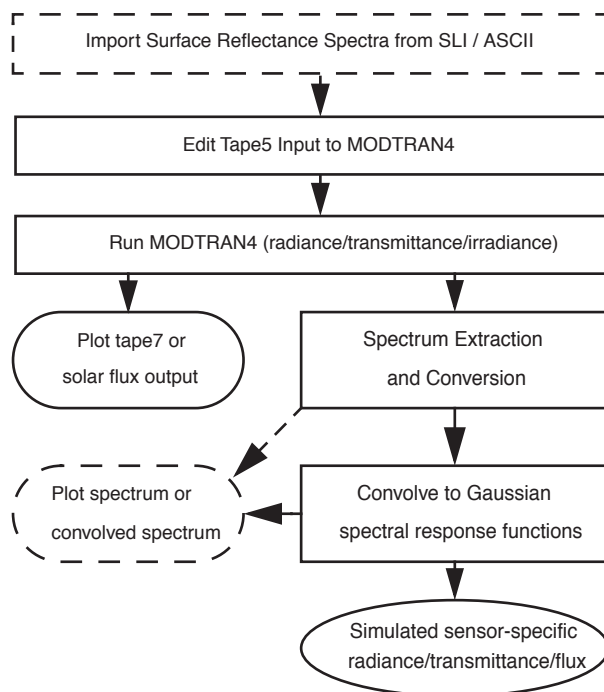 Import Surface Reflectance Spectra from SLI / ASCII
Edit Tape5 Input to MODTRAN4
Run MODTRAN4 (radiance/transmittance/irradiance)
Plot tape7 or
solar flux output
Spectrum Extraction
and Conversion
Plot spectrum or
convolved spectrum
Convolve to Gaussian
spectral response functions
Simulated sensor-specific
radiance/transmittance/flux